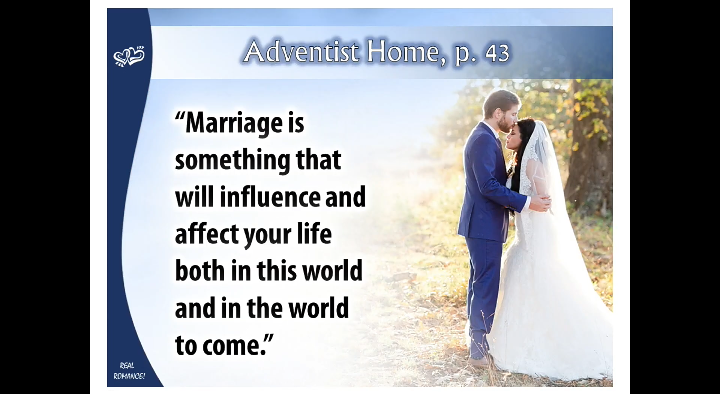 Adventist Home, p. 43
“Marriage is
something that
will influence and
affect your life
both in this world
and in the world
to come.”
REAL
ROMANCE!